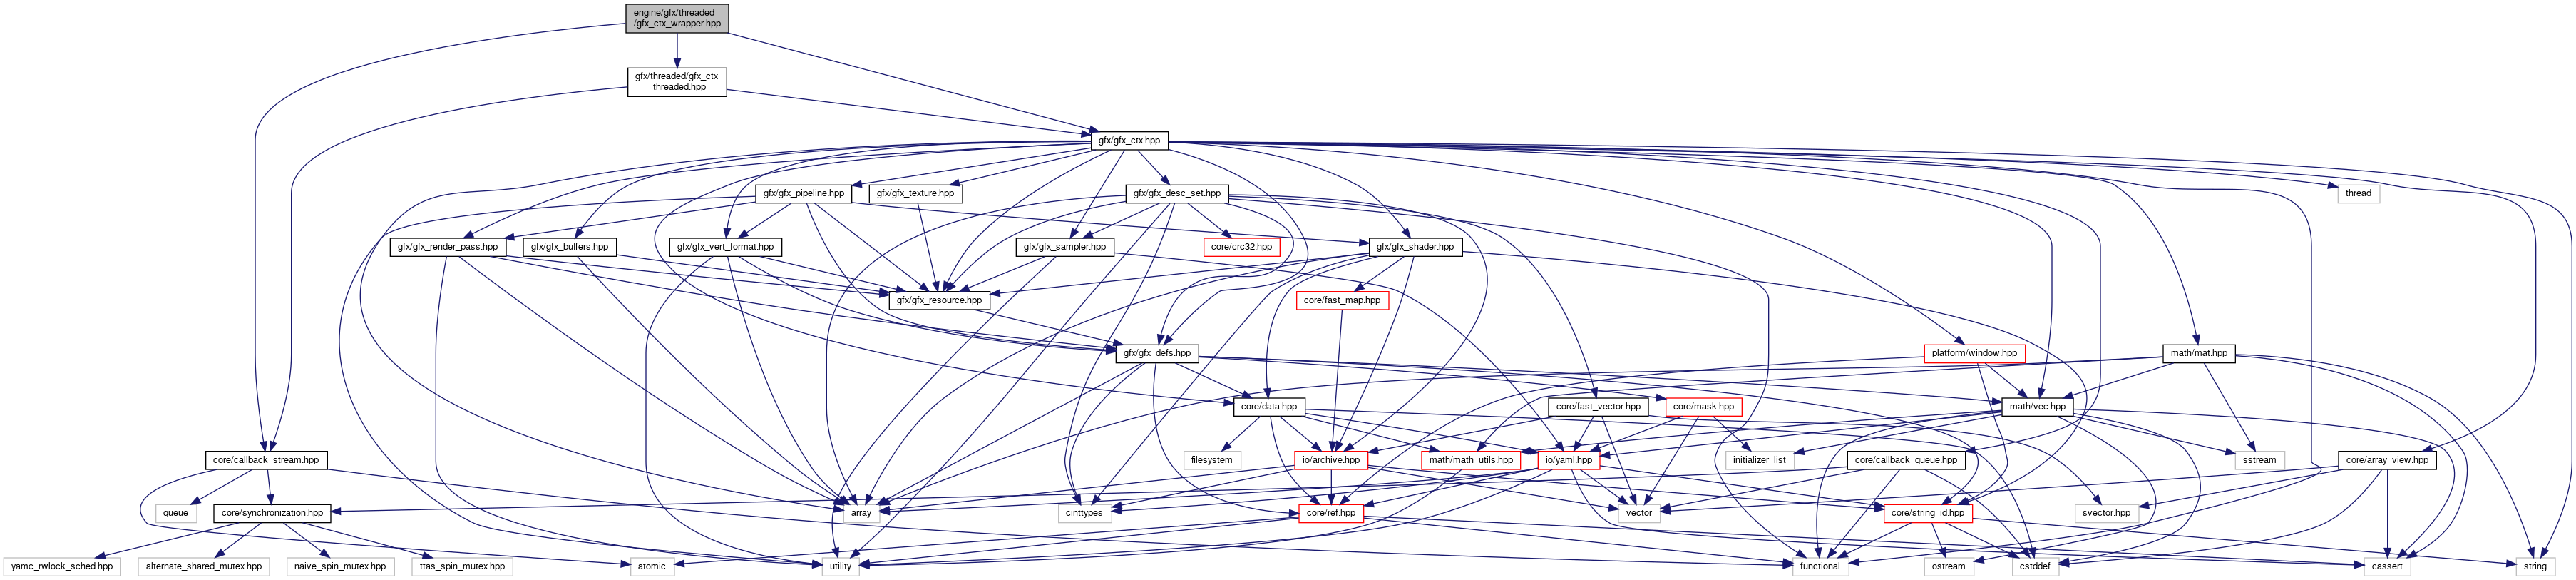 engine/gfx/threaded
/gfx_ctx_wrapper.hpp
gfx/threaded/gfx_ctx
_threaded.hpp
gfx/gfx_ctx.hpp
gfx/gfx_pipeline.hpp
gfx/gfx_texture.hpp
gfx/gfx_desc_set.hpp
thread
gfx/gfx_render_pass.hpp
gfx/gfx_buffers.hpp
gfx/gfx_vert_format.hpp
gfx/gfx_sampler.hpp
core/crc32.hpp
gfx/gfx_shader.hpp
gfx/gfx_resource.hpp
core/fast_map.hpp
gfx/gfx_defs.hpp
platform/window.hpp
math/mat.hpp
core/data.hpp
core/fast_vector.hpp
core/mask.hpp
math/vec.hpp
core/callback_stream.hpp
filesystem
io/archive.hpp
math/math_utils.hpp
io/yaml.hpp
initializer_list
core/callback_queue.hpp
sstream
core/array_view.hpp
queue
core/synchronization.hpp
array
cinttypes
core/ref.hpp
vector
core/string_id.hpp
svector.hpp
yamc_rwlock_sched.hpp
alternate_shared_mutex.hpp
naive_spin_mutex.hpp
ttas_spin_mutex.hpp
atomic
utility
functional
ostream
cstddef
cassert
string